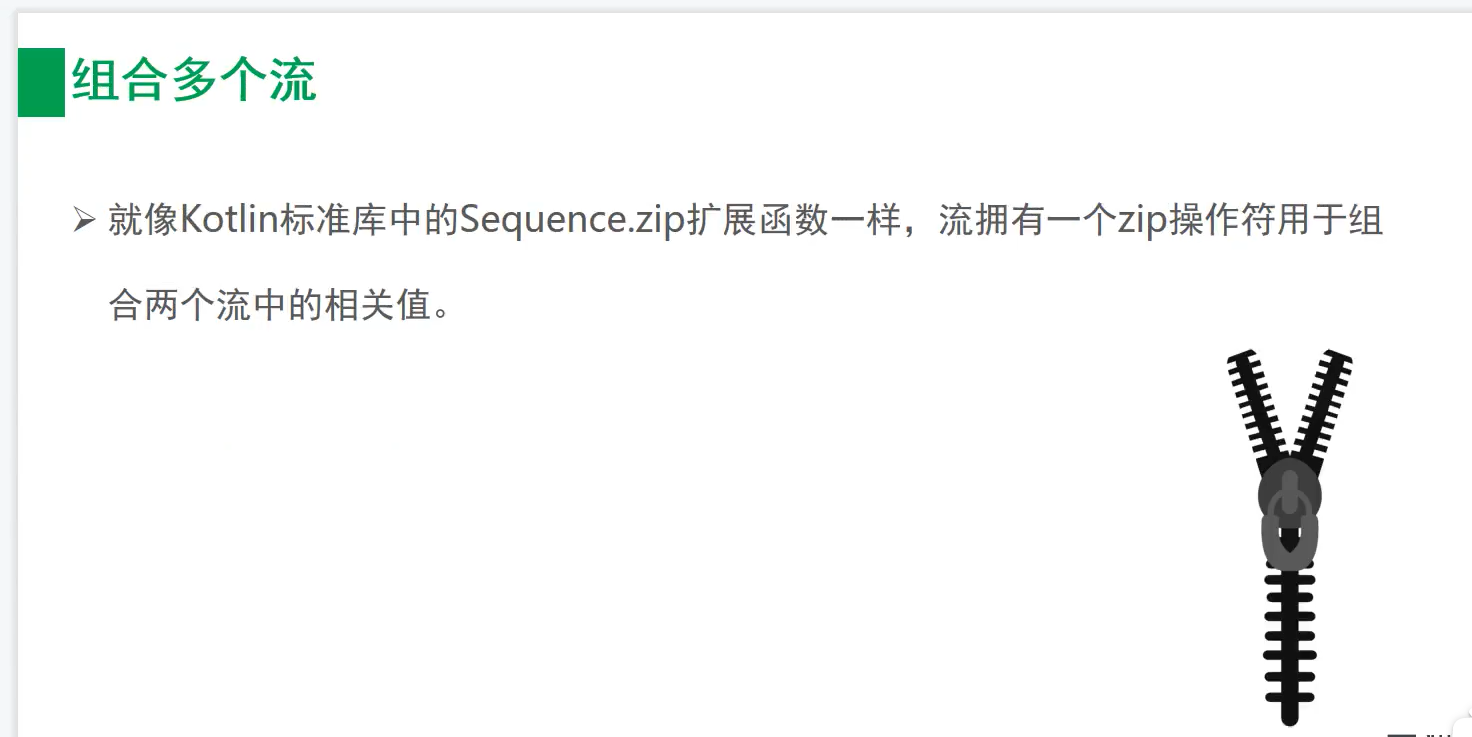 组合多个流
就像Kotlin标准库中的Sequence.zip扩展函数一样，流拥有一个zip操作符用于组
合两个流中的相关值。